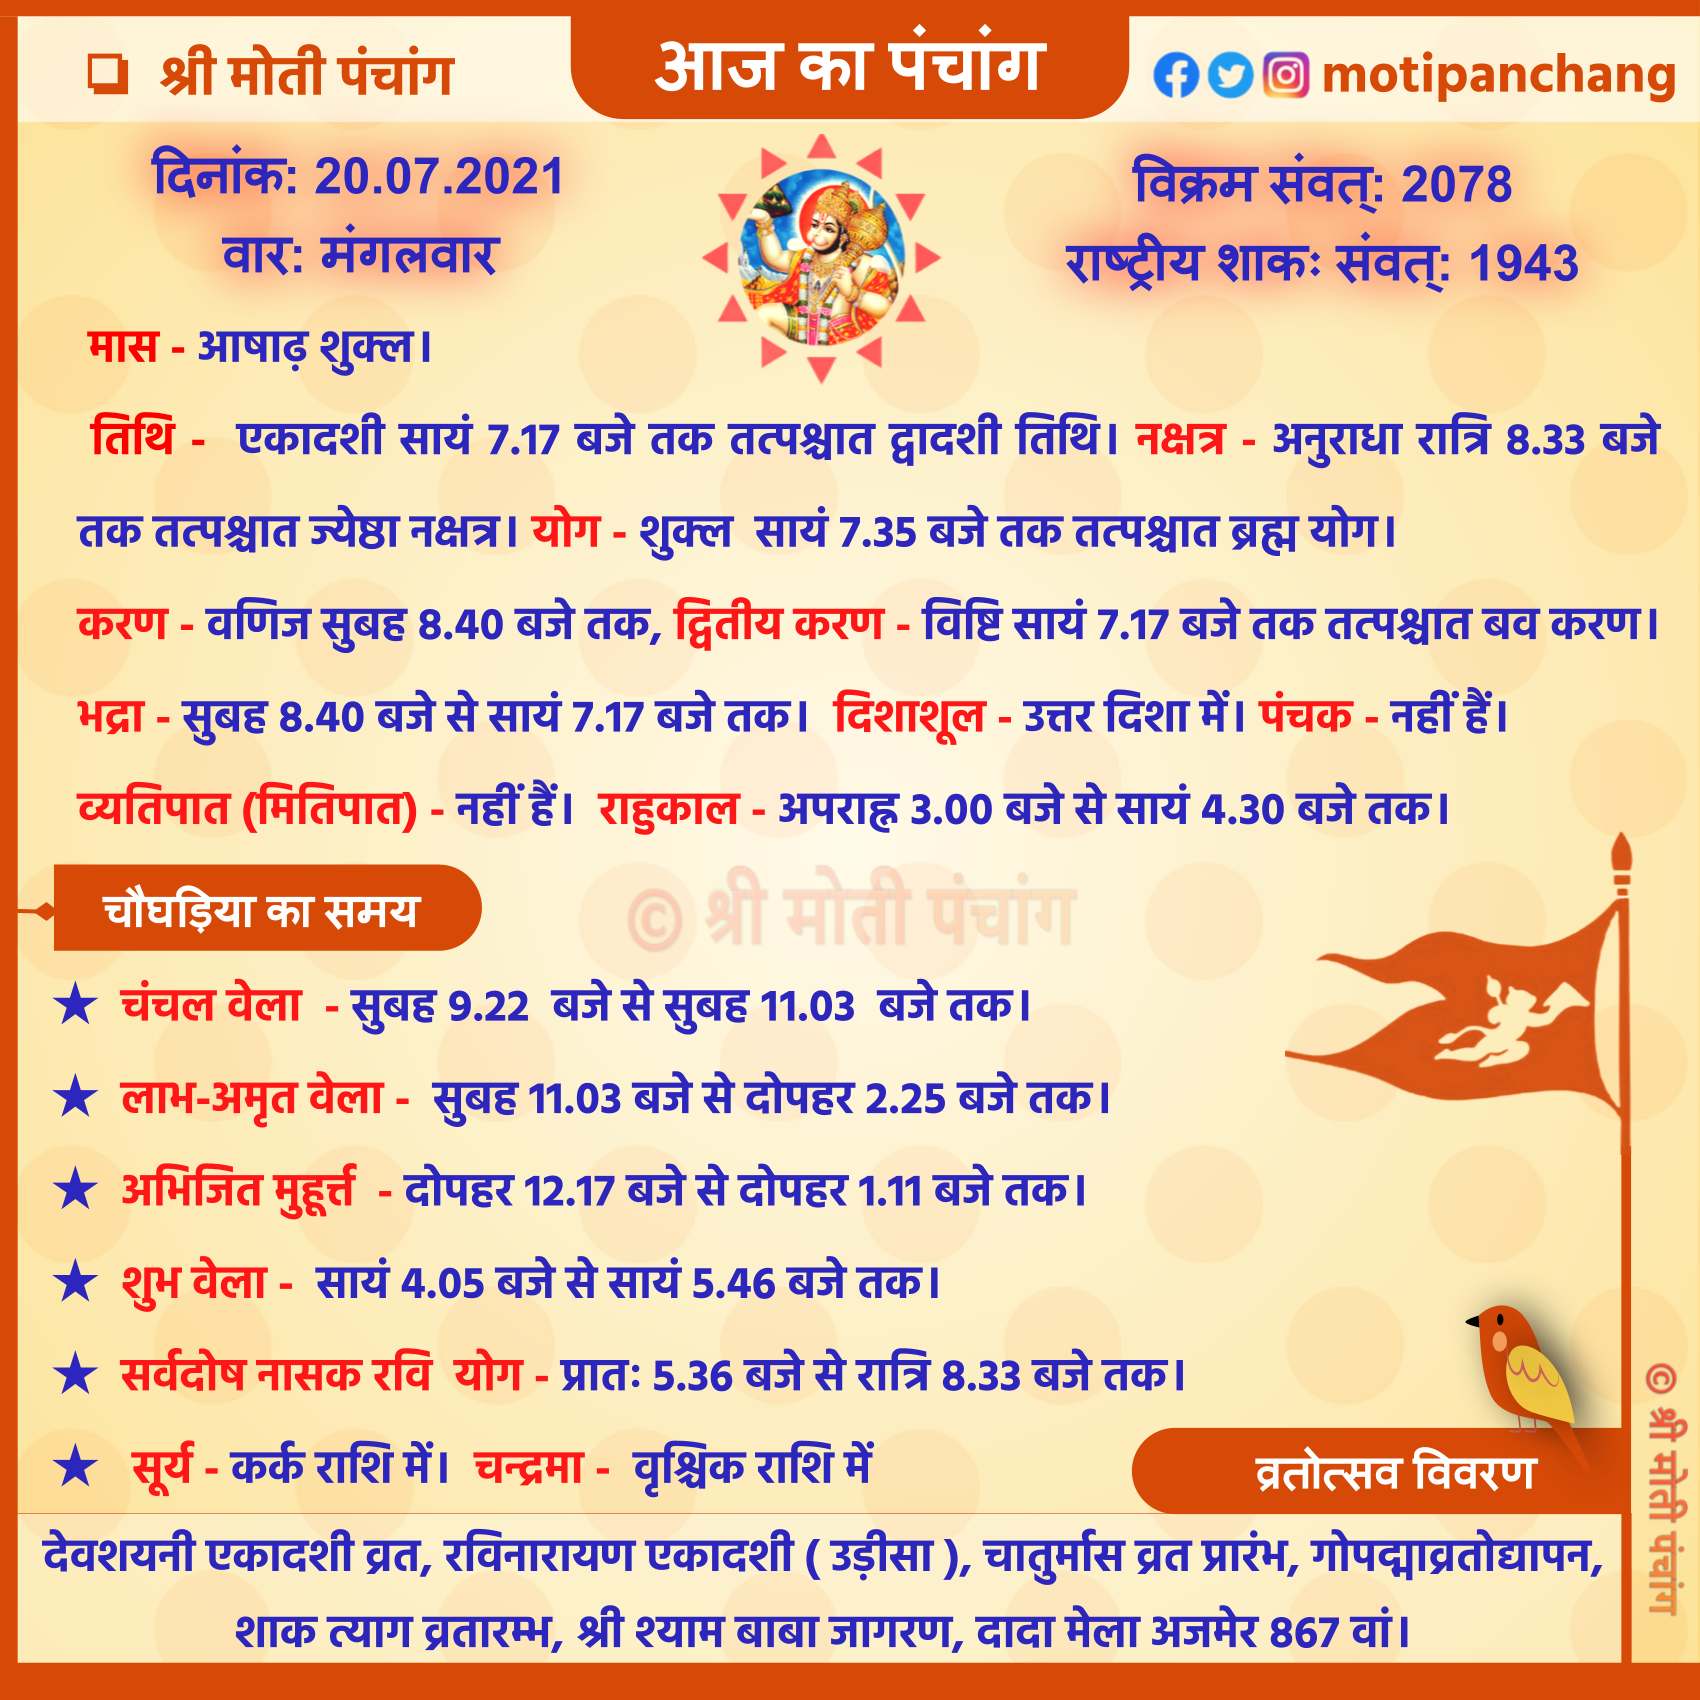 ❑ श्री मोती पंचांग
आज का पंचांग
motipanchang
दिनांक: 20.07.2021
वार: मंगलवार
विक्रम संवत्: 2078
राष्ट्रीय शाकः संवत्: 1943
मास - आषाढ़ शुक्ल।
तिथि - एकादशी सायं 7.17 बजे तक तत्पश्चात द्वादशी तिथि। नक्षत्र - अनुराधा रात्रि 8.33 बजे
तक तत्पश्चात ज्येष्ठा नक्षत्र। योग - शुक्ल सायं 7.35 बजे तक तत्पश्चात ब्रह्म योग।
करण - वणिज सुबह 8.40 बजे तक, द्वितीय करण - विष्टि सायं 7.17 बजे तक तत्पश्चात बव करण।
भद्रा - सुबह 8.40 बजे से सायं 7.17 बजे तक। दिशाशूल - उत्तर दिशा में। पंचक - नहीं हैं।
व्यतिपात (मितिपात) - नहीं हैं। राहुकाल - अपराह्न 3.00 बजे से सायं 4.30 बजे तक।
चौघड़िया का समय
© श्री मोती पंचांग
★ चंचल वेला - सुबह 9.22 बजे से सुबह 11.03 बजे तक।
★ लाभ-अमृत वेला - सुबह 11.03 बजे से दोपहर 2.25 बजे तक।
★ अभिजित मुहूर्त्त - दोपहर 12.17 बजे से दोपहर 1.11 बजे तक।
★ शुभ वेला - सायं 4.05 बजे से सायं 5.46 बजे तक।
★ सर्वदोष नासक रवि योग - प्रातः 5.36 बजे से रात्रि 8.33 बजे तक।
★ सूर्य - कर्क राशि में। चन्द्रमा - वृश्चिक राशि में
व्रतोत्सव विवरण
देवशयनी एकादशी व्रत, रविनारायण एकादशी ( उड़ीसा ), चातुर्मास व्रत प्रारंभ, गोपद्माव्रतोद्यापन,
शाक त्याग व्रतारम्भ, श्री श्याम बाबा जागरण, दादा मेला अजमेर 867 वां।
© श्री मोती पंचांग